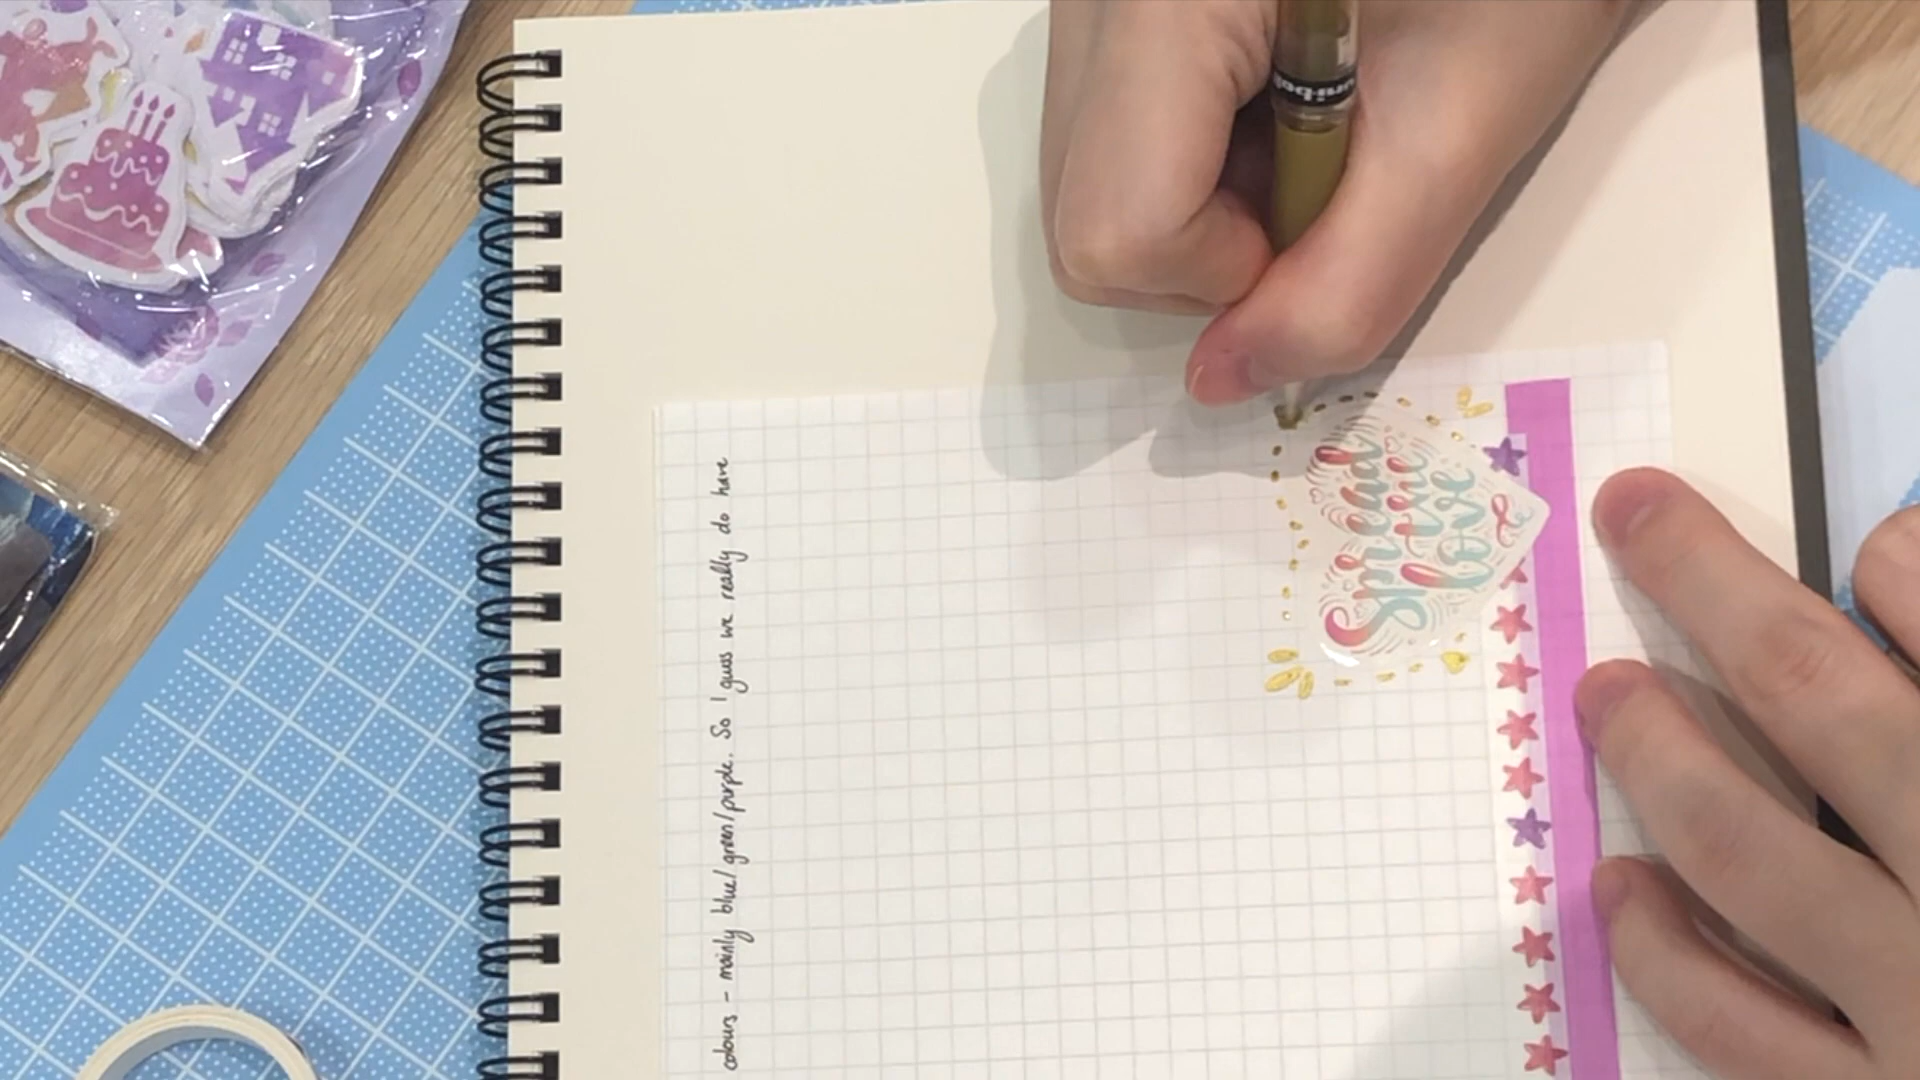 colours - mainly blue/green/purple. So I guess we really do have
Spread
the
love
uni-ball